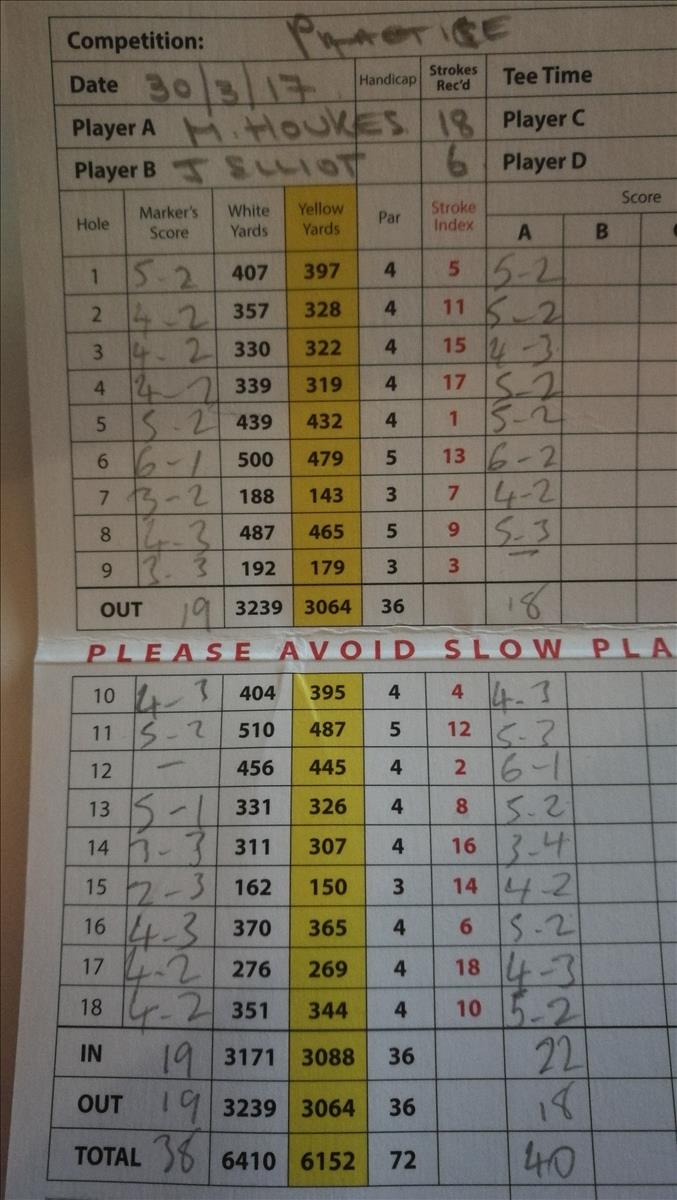 Competition: PRACTICE
Date 30/3/17 Handicap Strokes Rec'd Tee Time
Player A M. HOUKES 18 Player C
Player B J ELLIOT 6 Player D
Hole Marker's Score White Yards Yellow Yards Par Stroke Index Score
A B
1 5-2 407 397 4 5 5-2
2 4-2 357 328 4 11 5-2
3 4-2 330 322 4 15 4-3
4 4-2 339 319 4 17 5-2
5 5-2 439 432 4 1 5-2
6 6-1 500 479 5 13 6-2
7 3-2 188 143 3 7 4-2
8 4-3 487 465 5 9 5-3
9 3-3 192 179 3 3 —
OUT 19 3239 3064 36 18
PLEASE AVOID SLOW PLA
10 4-3 404 395 4 4 4-3
11 5-2 510 487 5 12 5-3
12 — 456 445 4 2 6-1
13 5-1 331 326 4 8 5-2
14 3-3 311 307 4 16 3-4
15 2-3 162 150 3 14 4-2
16 4-3 370 365 4 6 5-2
17 4-2 276 269 4 18 4-3
18 4-2 351 344 4 10 5-2
IN 19 3171 3088 36 22
OUT 19 3239 3064 36 18
TOTAL 38 6410 6152 72 40